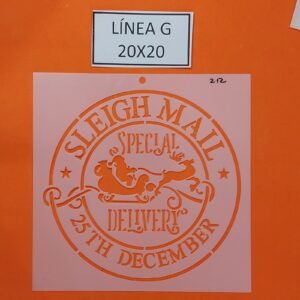 LÍNEA G
20X20
212
SLEIGH MAIL
SPECIAL
DELIVERY
25TH DECEMBER